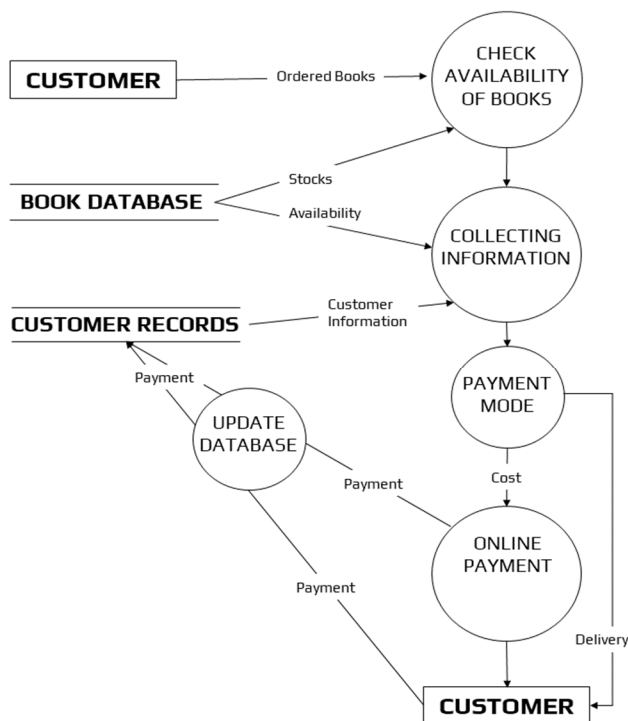 CHECK
AVAILABILITY
OF BOOKS
CUSTOMER
Ordered Books
Stocks
BOOK DATABASE
Availability
COLLECTING
INFORMATION
Customer
Information
CUSTOMER RECORDS
Payment
PAYMENT
MODE
UPDATE
DATABASE
Cost
Payment
ONLINE
PAYMENT
Payment
Delivery
CUSTOMER